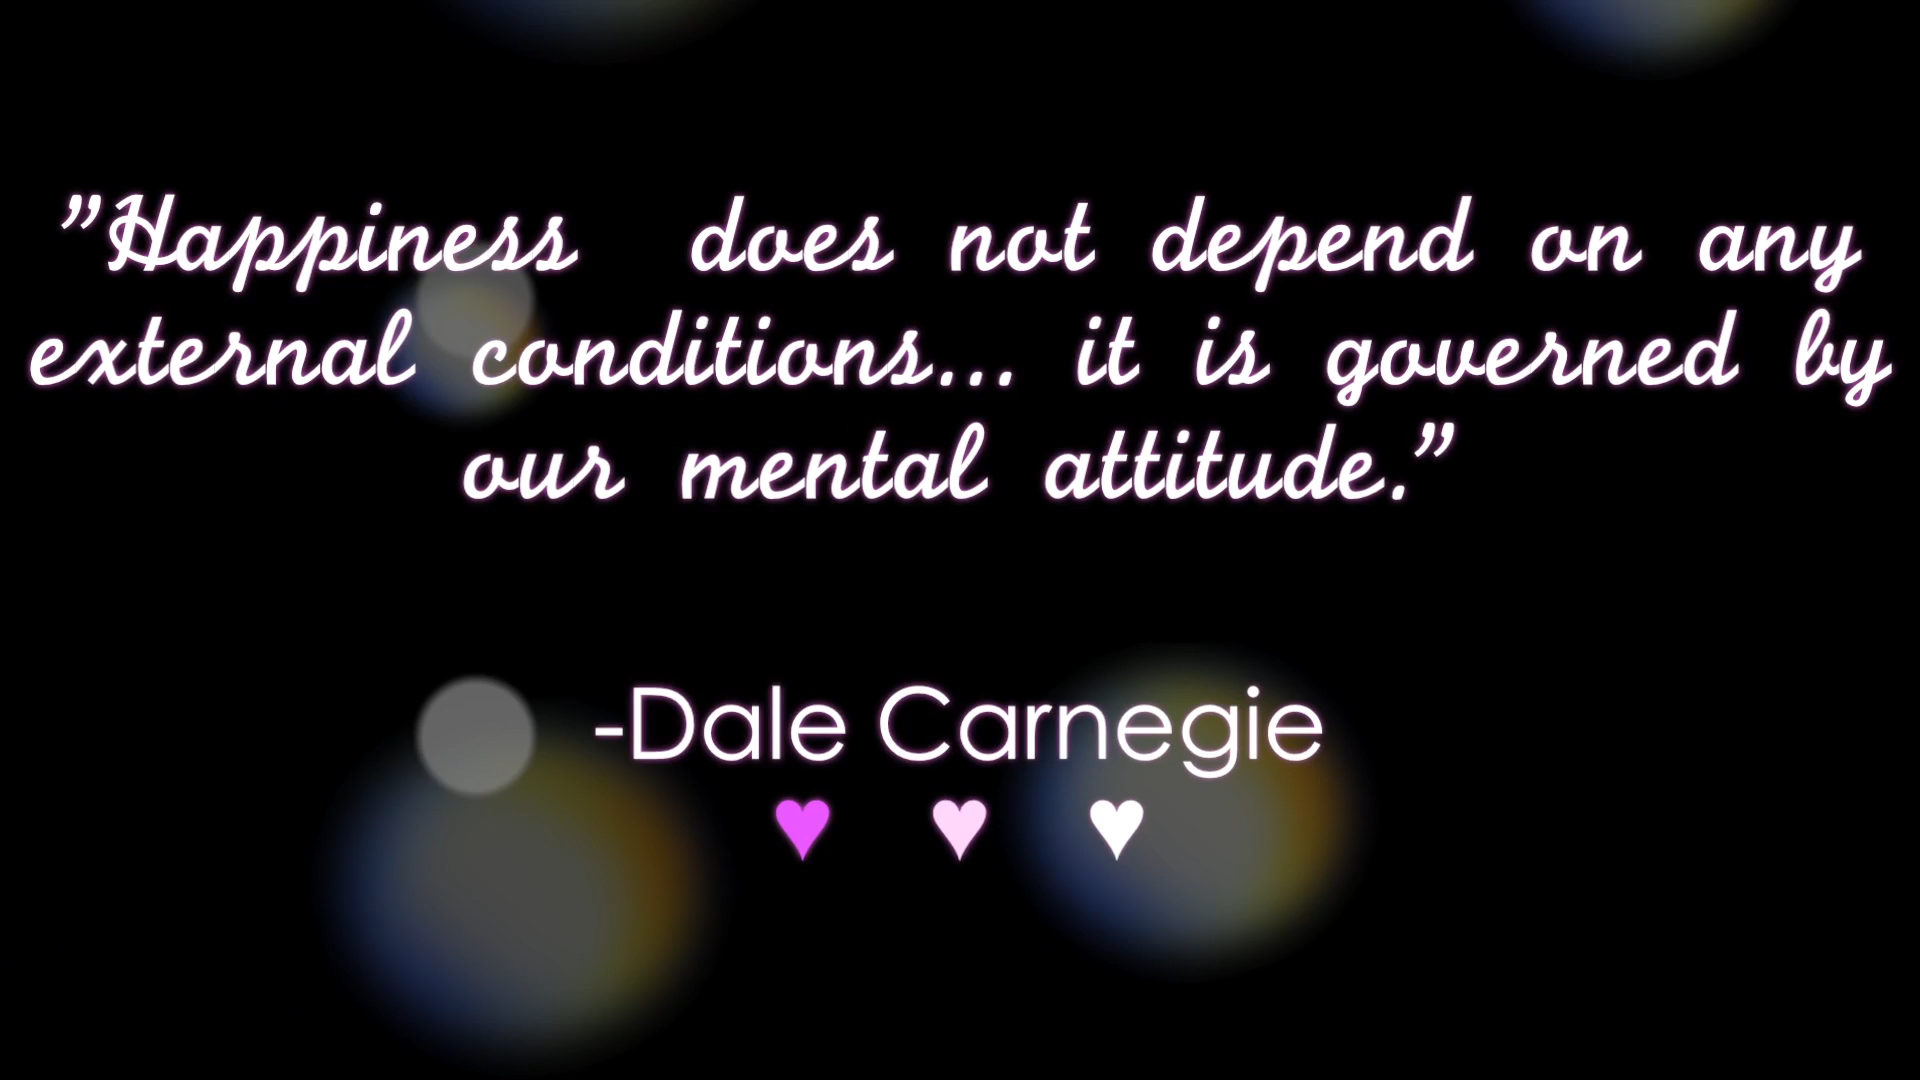 ”Happiness does not depend on any
external conditions... it is governed by
our mental attitude.”
-Dale Carnegie
♥ ♥ ♥